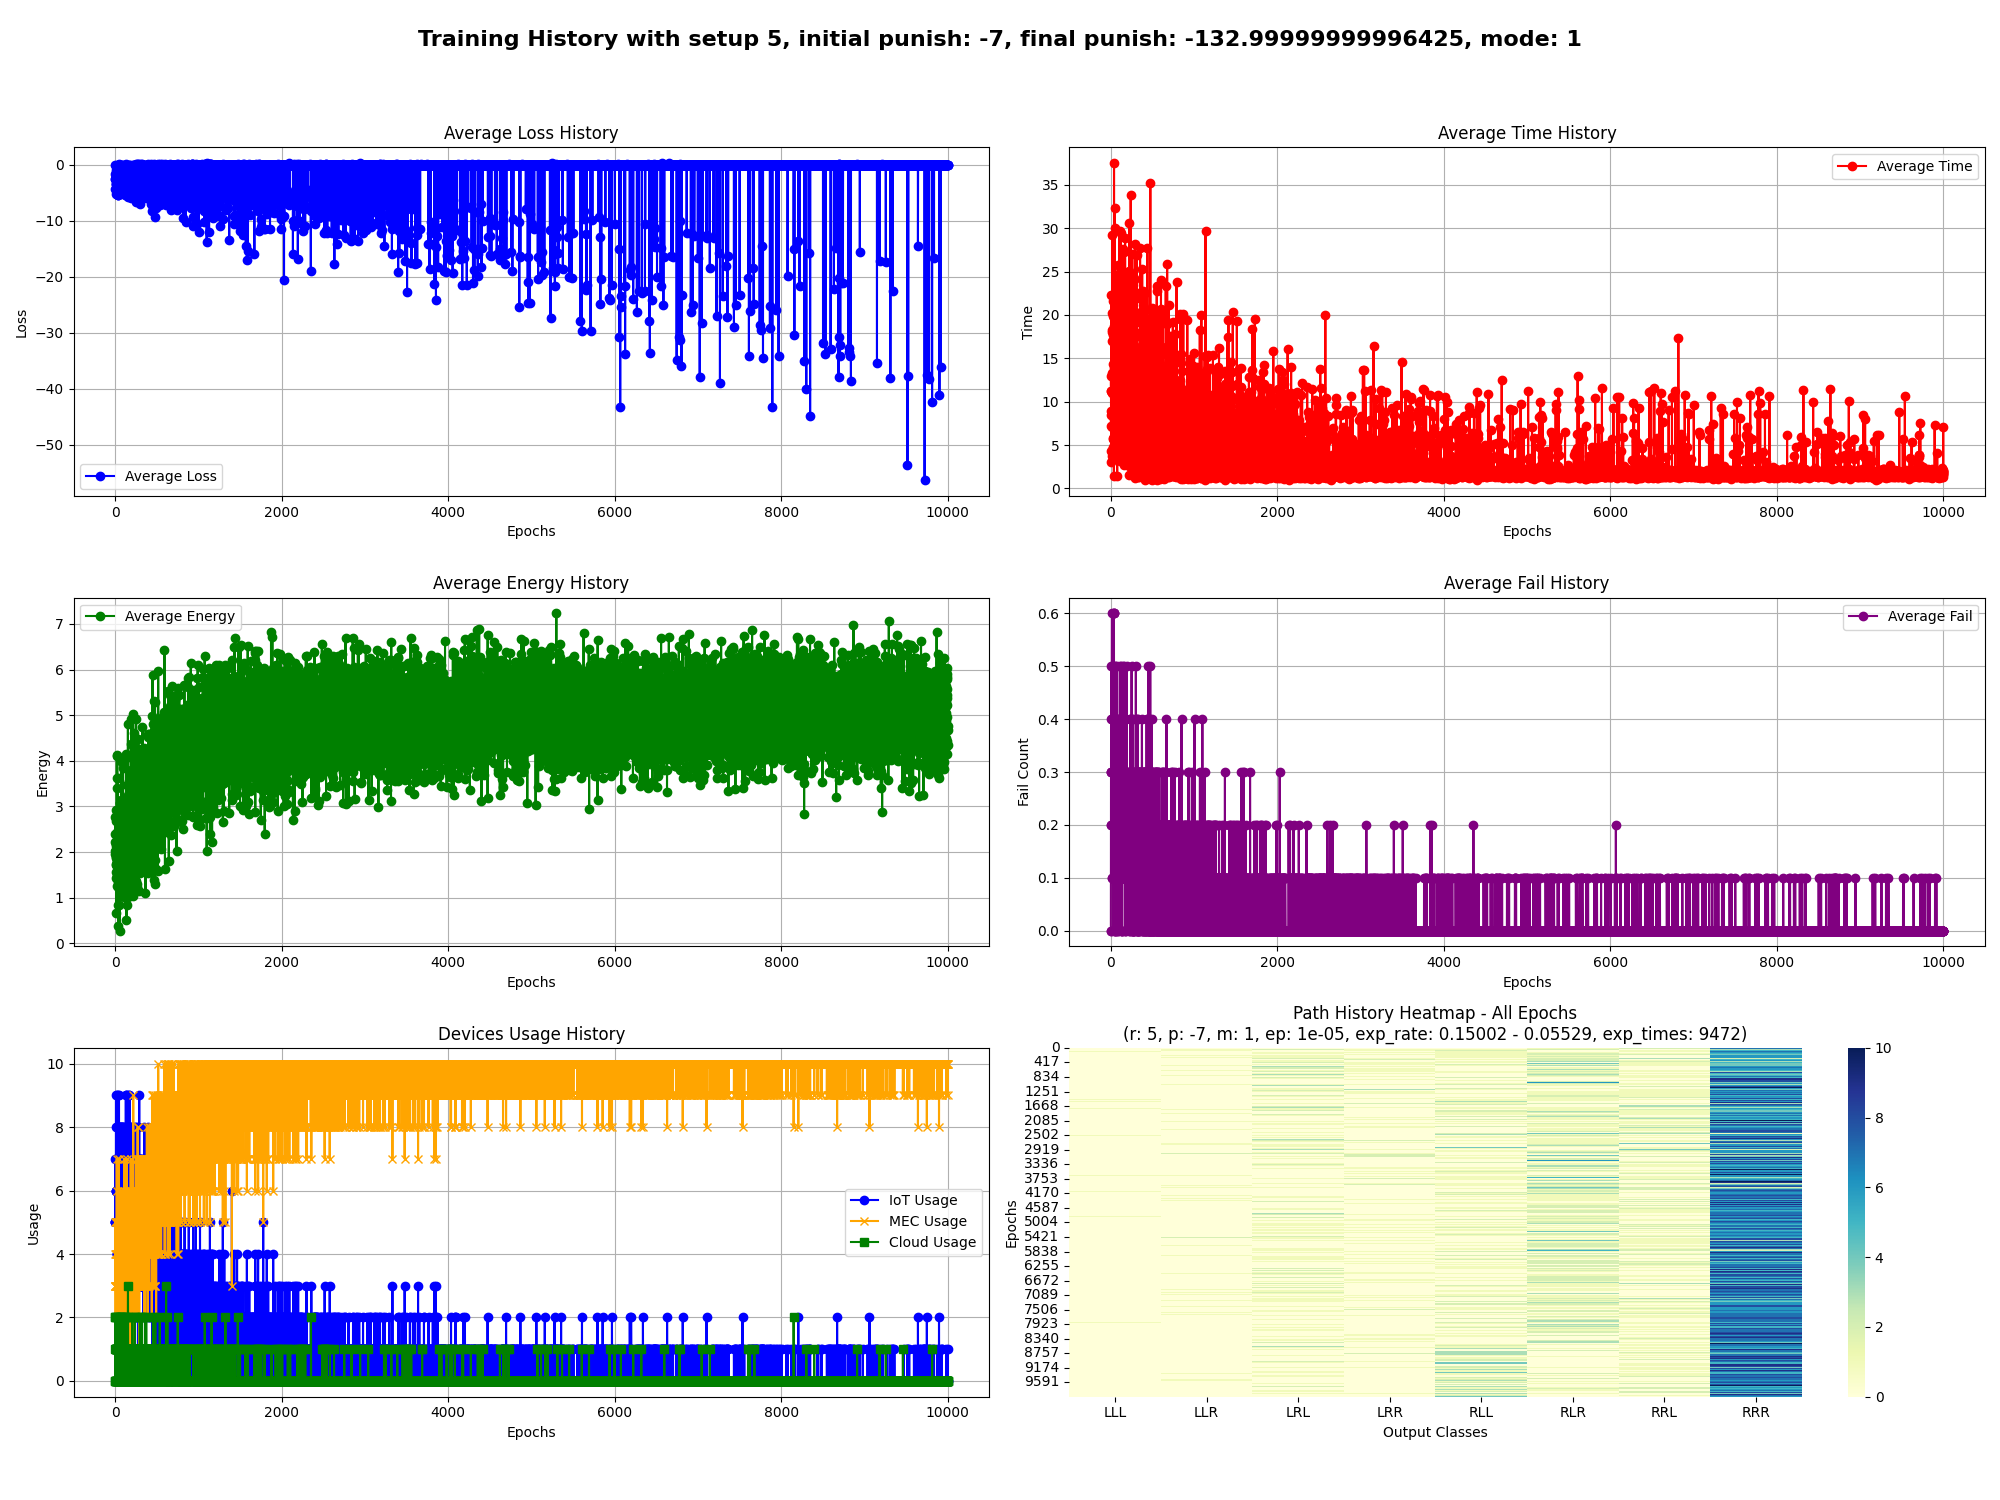 Training History with setup 5, initial punish: -7, final punish: -132.99999999996425, mode: 1
Average Loss History
Loss
0
−10
−20
−30
−40
−50
Average Loss
0 2000 4000 6000 8000 10000
Epochs
Average Time History
Time
35
30
25
20
15
10
5
0
Average Time
0 2000 4000 6000 8000 10000
Epochs
Average Energy History
Energy
7
6
5
4
3
2
1
0
Average Energy
0 2000 4000 6000 8000 10000
Epochs
Average Fail History
Fail Count
0.6
0.5
0.4
0.3
0.2
0.1
0.0
Average Fail
0 2000 4000 6000 8000 10000
Epochs
Devices Usage History
Usage
10
8
6
4
2
0
IoT Usage
MEC Usage
Cloud Usage
0 2000 4000 6000 8000 10000
Epochs
Path History Heatmap - All Epochs
(r: 5, p: -7, m: 1, ep: 1e-05, exp_rate: 0.15002 - 0.05529, exp_times: 9472)
Epochs
0
417
834
1251
1668
2085
2502
2919
3336
3753
4170
4587
5004
5421
5838
6255
6672
7089
7506
7923
8340
8757
9174
9591
LLL LLR LRL LRR RLL RLR RRL RRR
Output Classes
10
8
6
4
2
0